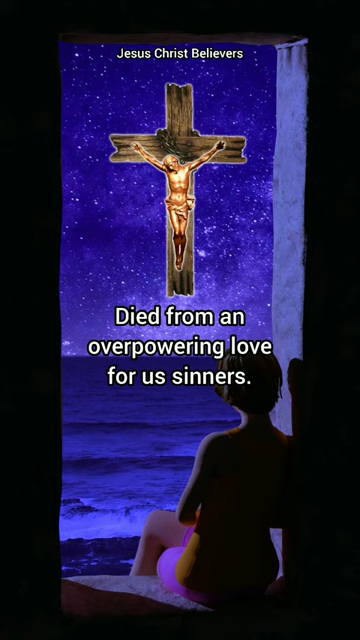 Jesus Christ Believers
Died from an
overpowering love
for us sinners.